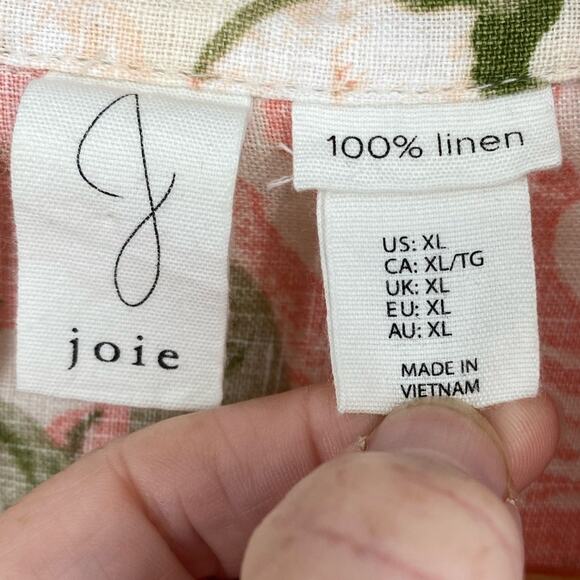 J
joie
100% linen
US: XL
CA: XL/TG
UK: XL
EU: XL
AU: XL
MADE IN
VIETNAM